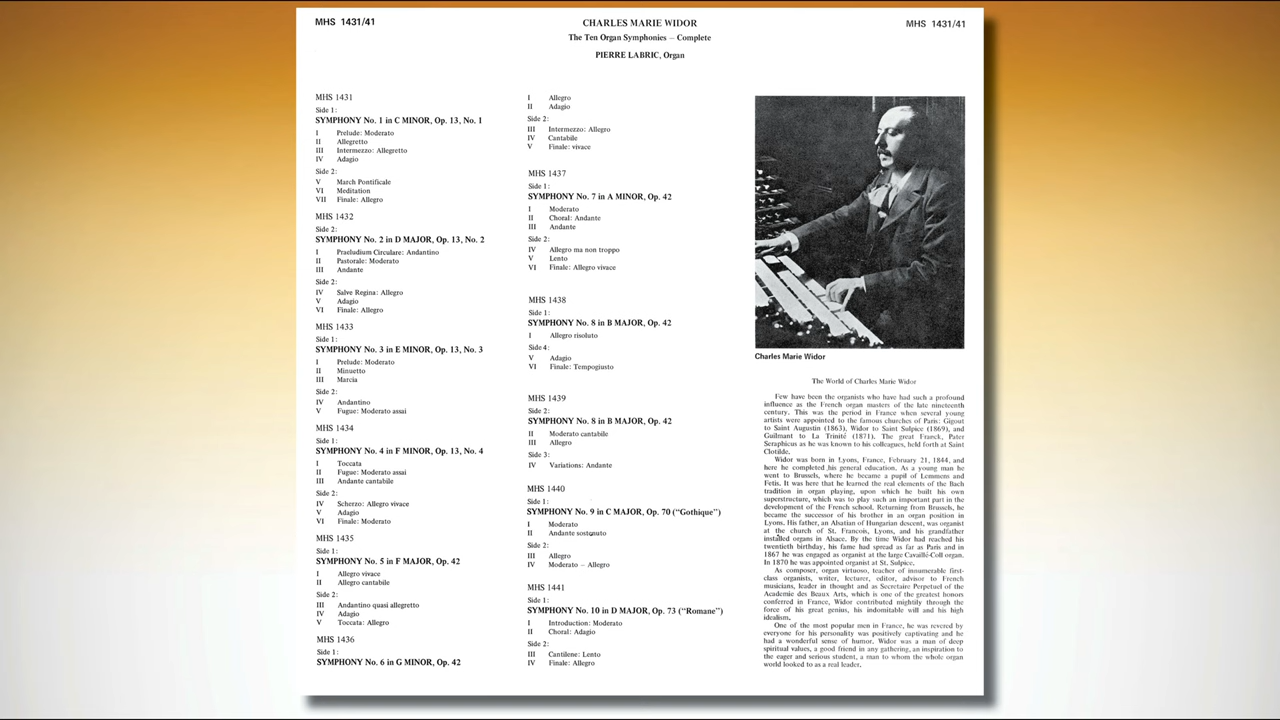 MHS 1431/41
CHARLES MARIE WIDOR
MHS 1431/41
The Ten Organ Symphonies – Complete
PIERRE LABRIC, Organ
MHS 1431
Side 1:
SYMPHONY No. 1 in C MINOR, Op. 13, No. 1
I Prelude: Moderato
II Allegretto
III Intermezzo: Allegretto
IV Adagio
Side 2:
V March Pontificale
VI Meditation
VII Finale: Allegro
MHS 1432
Side 2:
SYMPHONY No. 2 in D MAJOR, Op. 13, No. 2
I Praeludium Circulare: Andantino
II Pastorale: Moderato
III Andante
Side 2:
IV Salve Regina: Allegro
V Adagio
VI Finale: Allegro
MHS 1433
Side 1:
SYMPHONY No. 3 in E MINOR, Op. 13, No. 3
I Prelude: Moderato
II Minuetto
III Marcia
Side 2:
IV Andantino
V Fugue: Moderato assai
MHS 1434
Side 1:
SYMPHONY No. 4 in F MINOR, Op. 13, No. 4
I Toccata
II Fugue: Moderato assai
III Andante cantabile
Side 2:
IV Scherzo: Allegro vivace
V Adagio
VI Finale: Moderato
MHS 1435
Side 1:
SYMPHONY No. 5 in F MAJOR, Op. 42
I Allegro vivace
II Allegro cantabile
Side 2:
III Andantino quasi allegretto
IV Adagio
V Toccata: Allegro
MHS 1436
Side 1:
SYMPHONY No. 6 in G MINOR, Op. 42
I Allegro
II Adagio
Side 2:
III Intermezzo: Allegro
IV Cantabile
V Finale: vivace
MHS 1437
Side 1:
SYMPHONY No. 7 in A MINOR, Op. 42
I Moderato
II Choral: Andante
III Andante
Side 2:
IV Allegro ma non troppo
V Lento
VI Finale: Allegro vivace
MHS 1438
Side 1:
SYMPHONY No. 8 in B MAJOR, Op. 42
I Allegro risoluto
Side 4:
V Adagio
VI Finale: Tempogiusto
MHS 1439
Side 2:
SYMPHONY No. 8 in B MAJOR, Op. 42
II Moderato cantabile
III Allegro
Side 3:
IV Variations: Andante
MHS 1440
Side 1:
SYMPHONY No. 9 in C MAJOR, Op. 70 (“Gothique”)
I Moderato
II Andante sostenuto
Side 2:
III Allegro
IV Moderato – Allegro
MHS 1441
Side 1:
SYMPHONY No. 10 in D MAJOR, Op. 73 (“Romane”)
I Introduction: Moderato
II Choral: Adagio
Side 2:
III Cantilene: Lento
IV Finale: Allegro
Charles Marie Widor
The World of Charles Marie Widor
Few have been the organists who have had such a profound
influence as the French organ masters of the late nineteenth
century. This was the period in France when several young
artists were appointed to the famous churches of Paris: Gigout
to Saint Augustin (1863), Widor to Saint Sulpice (1869), and
Guilmant to La Trinité (1871). The great Franck, Pater
Seraphicus as he was known to his colleagues, held forth at Saint
Clotilde.
Widor was born in Lyons, France, February 21, 1844, and
here he completed his general education. As a young man he
went to Brussels, where he became a pupil of Lemmens and
Fetis. It was here that he learned the real elements of the Bach
tradition in organ playing, upon which he built his own
superstructure, which was to play such an important part in the
development of the French school. Returning from Brussels, he
became the successor of his brother in an organ position in
Lyons. His father, an Alsatian of Hungarian descent, was organist
at the church of St. Francois, Lyons, and his grandfather
installed organs in Alsace. By the time Widor had reached his
twentieth birthday, his fame had spread as far as Paris and in
1867 he was engaged as organist at the large Cavaillé-Coll organ.
In 1870 he was appointed organist at St. Sulpice.
As composer, organ virtuoso, teacher of innumerable first-
class organists, writer, lecturer, editor, advisor to French
musicians, leader in thought and as Secretaire Perpetuel of the
Academie des Beaux Arts, which is one of the greatest honors
conferred in France, Widor contributed mightily through the
force of his great genius, his indomitable will and his high
idealism.
One of the most popular men in France, he was revered by
everyone for his personality was positively captivating and he
had a wonderful sense of humor. Widor was a man of deep
spiritual values, a good friend in any gathering, an inspiration to
the eager and serious student, a man to whom the whole organ
world looked to as a real leader.